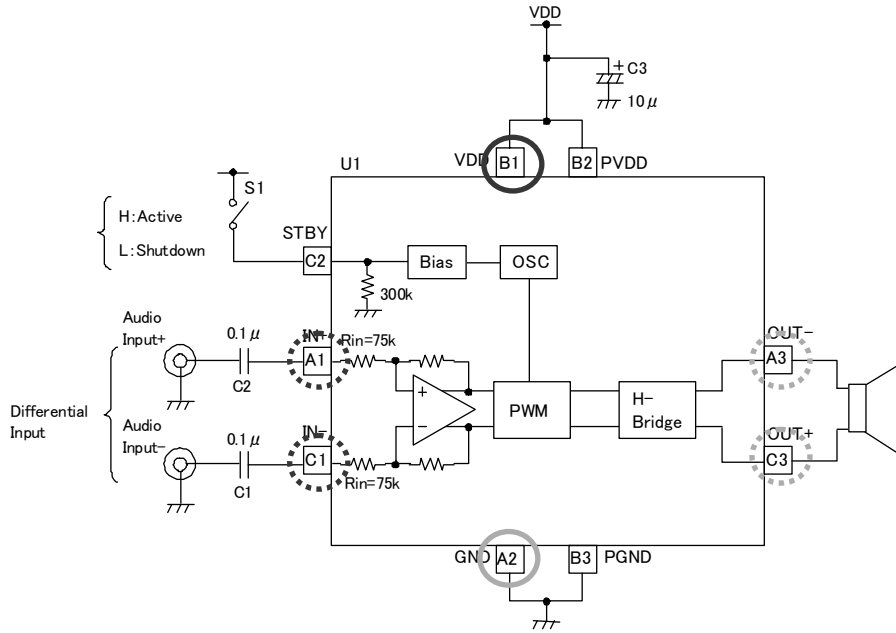 VDD
+ C3
10μ
U1
VDD B1 B2 PVDD
S1
H:Active
L:Shutdown
STBY
C2 Bias OSC
300k
Audio
Input+
0.1μ
IN+
Rin=75k
A1
C2
OUT-
A3
+
PWM
H-
Bridge
Differential
Input
Audio
Input-
0.1μ
IN-
−
OUT+
C1
Rin=75k
C3
C1
GND A2 B3 PGND